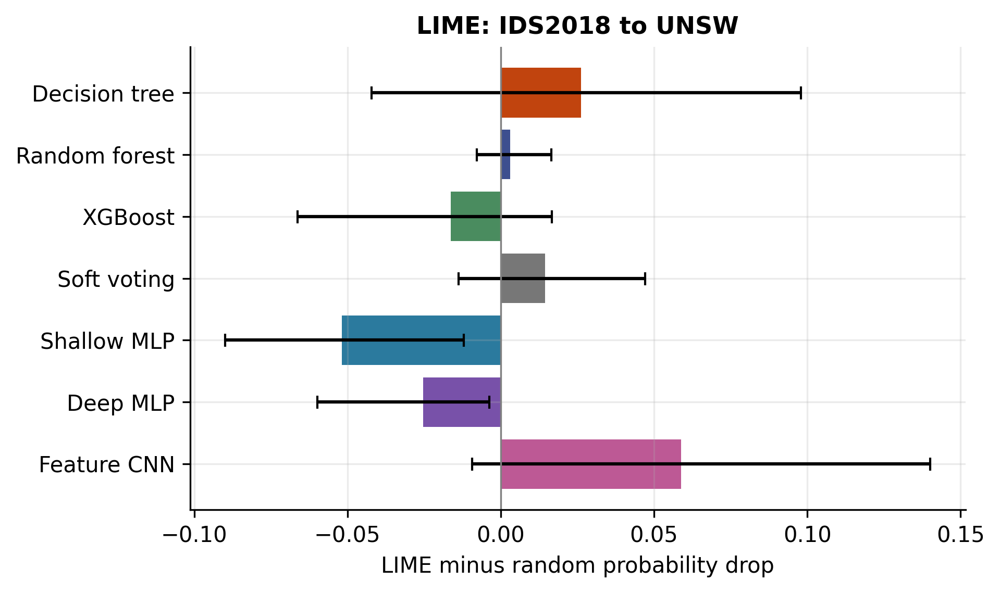 LIME: IDS2018 to UNSW
Decision tree
Random forest
XGBoost
Soft voting
Shallow MLP
Deep MLP
Feature CNN
−0.10 −0.05 0.00 0.05 0.10 0.15
LIME minus random probability drop